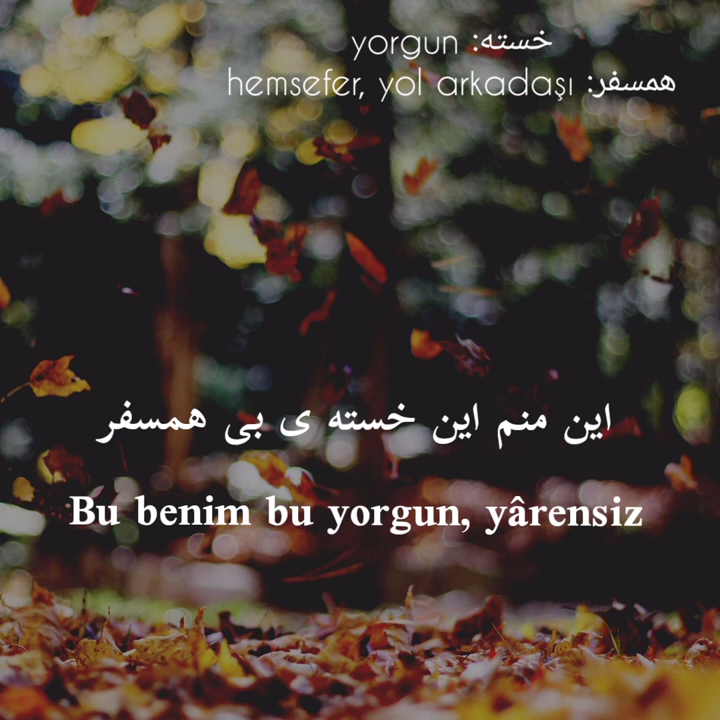 خسته: yorgun
همسفر: hemsefer, yol arkadaşı
این منم این خسته ی بی همسفر
Bu benim bu yorgun, yârensiz